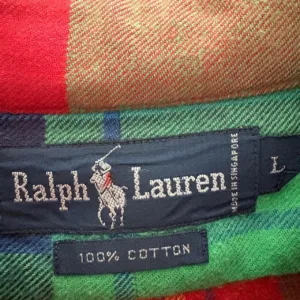 Ralph Lauren
MADE IN SINGAPORE
L
100% COTTON